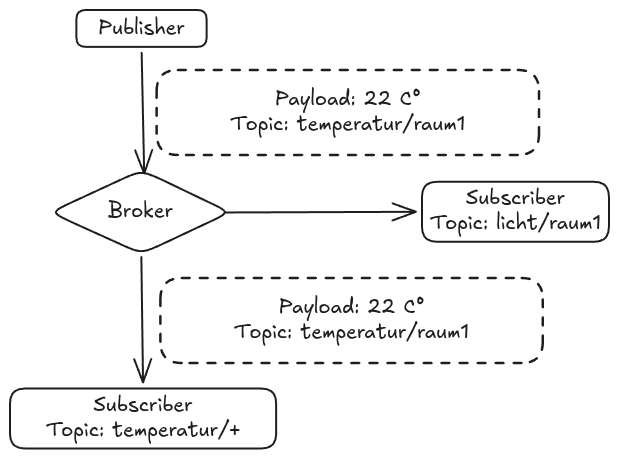 Publisher
Payload: 22 C°
Topic: temperatur/raum1
Broker
Subscriber
Topic: licht/raum1
Payload: 22 C°
Topic: temperatur/raum1
Subscriber
Topic: temperatur/+